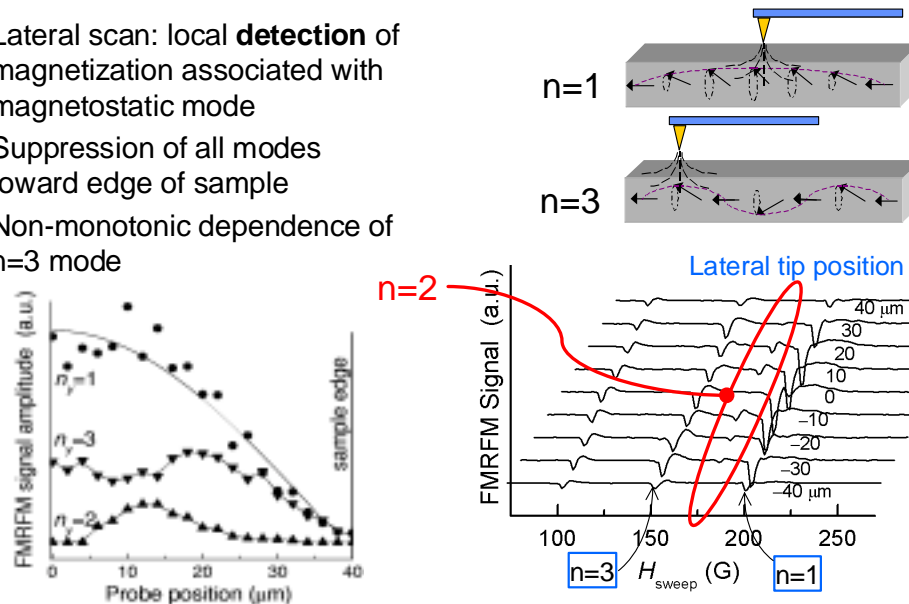 Lateral scan: local detection of
magnetization associated with
magnetostatic mode
Suppression of all modes
toward edge of sample
Non-monotonic dependence of
n=3 mode
n=1
n=3
n=2
Lateral tip position
FMRFM signal amplitude (a.u.)
n_y=1
n_y=3
n_y=2
sample edge
0 10 20 30 40
Probe position (μm)
FMRFM Signal (a.u.)
40 μm
30
20
10
0
−10
−20
−30
−40 μm
100 150 200 250
n=3
H_sweep (G)
n=1